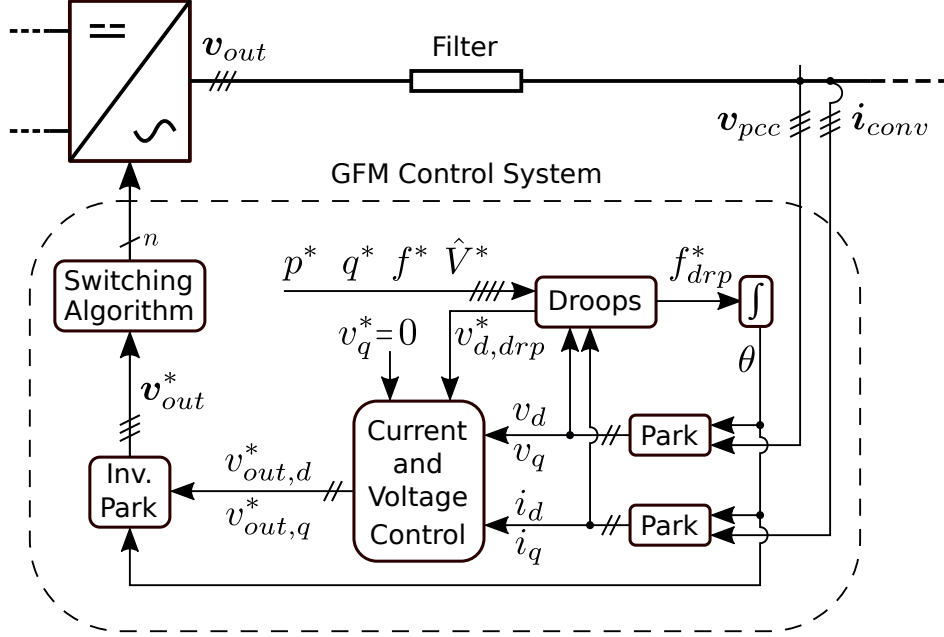 v_out
Filter
v_pcc
i_conv
GFM Control System
n
Switching
Algorithm
p* q* f* V̂*
Droops
f*_drp
∫
v*_q=0
v*_d,drp
θ
v*_out
Current
and
Voltage
Control
v_d
v_q
Park
Inv.
Park
v*_out,d
v*_out,q
i_d
i_q
Park